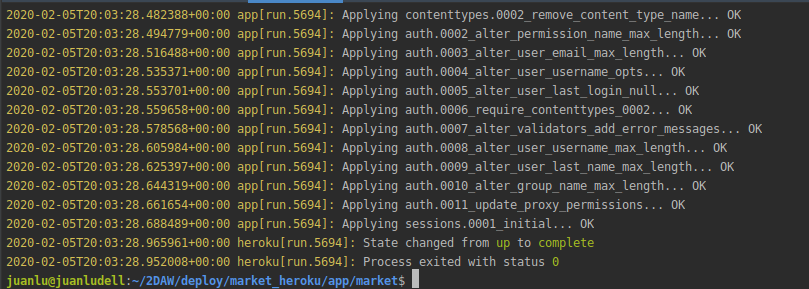 2020-02-05T20:03:28.482388+00:00 app[run.5694]: Applying contenttypes.0002_remove_content_type_name... OK
2020-02-05T20:03:28.494779+00:00 app[run.5694]: Applying auth.0002_alter_permission_name_max_length... OK
2020-02-05T20:03:28.516488+00:00 app[run.5694]: Applying auth.0003_alter_user_email_max_length... OK
2020-02-05T20:03:28.535371+00:00 app[run.5694]: Applying auth.0004_alter_user_username_opts... OK
2020-02-05T20:03:28.553701+00:00 app[run.5694]: Applying auth.0005_alter_user_last_login_null... OK
2020-02-05T20:03:28.559658+00:00 app[run.5694]: Applying auth.0006_require_contenttypes_0002... OK
2020-02-05T20:03:28.578568+00:00 app[run.5694]: Applying auth.0007_alter_validators_add_error_messages... OK
2020-02-05T20:03:28.605984+00:00 app[run.5694]: Applying auth.0008_alter_user_username_max_length... OK
2020-02-05T20:03:28.625397+00:00 app[run.5694]: Applying auth.0009_alter_user_last_name_max_length... OK
2020-02-05T20:03:28.644319+00:00 app[run.5694]: Applying auth.0010_alter_group_name_max_length... OK
2020-02-05T20:03:28.661654+00:00 app[run.5694]: Applying auth.0011_update_proxy_permissions... OK
2020-02-05T20:03:28.688489+00:00 app[run.5694]: Applying sessions.0001_initial... OK
2020-02-05T20:03:28.965961+00:00 heroku[run.5694]: State changed from up to complete
2020-02-05T20:03:28.952008+00:00 heroku[run.5694]: Process exited with status 0
juanlu@juanludell:~/2DAW/deploy/market_heroku/app/market$